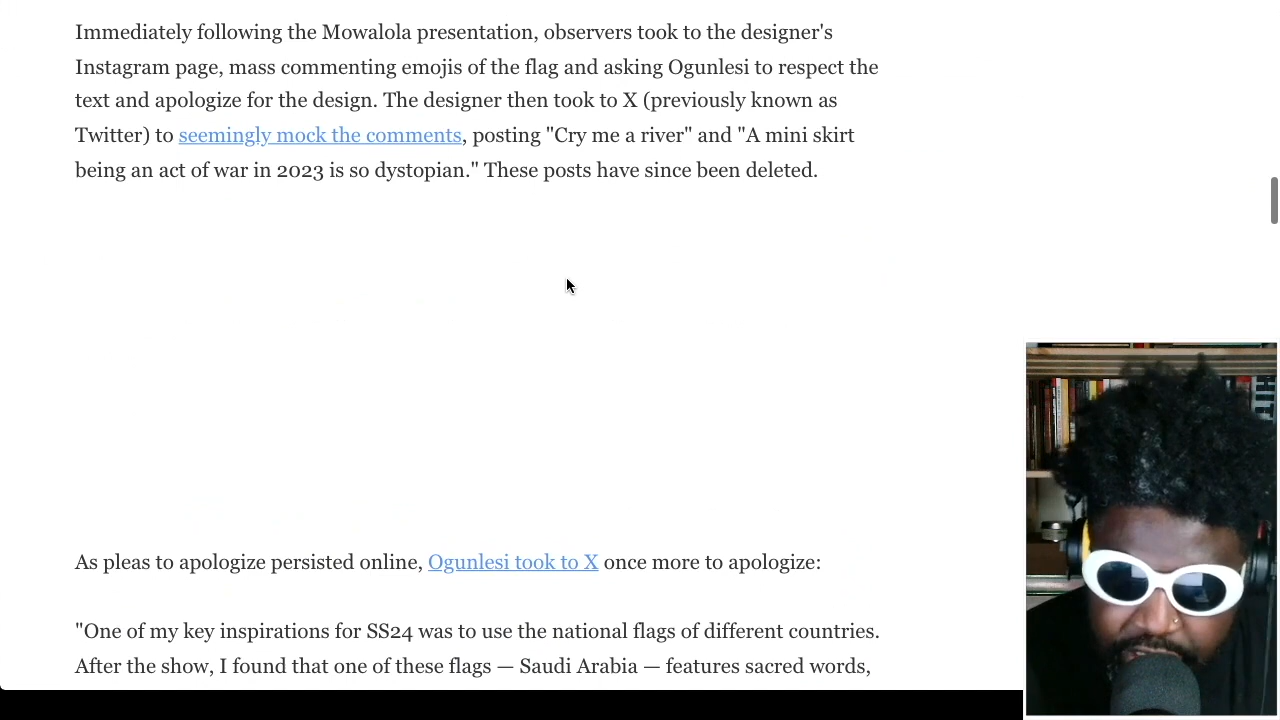 Immediately following the Mowalola presentation, observers took to the designer's
Instagram page, mass commenting emojis of the flag and asking Ogunlesi to respect the
text and apologize for the design. The designer then took to X (previously known as
Twitter) to seemingly mock the comments, posting "Cry me a river" and "A mini skirt
being an act of war in 2023 is so dystopian." These posts have since been deleted.
As pleas to apologize persisted online, Ogunlesi took to X once more to apologize:
"One of my key inspirations for SS24 was to use the national flags of different countries.
After the show, I found that one of these flags — Saudi Arabia — features sacred words,